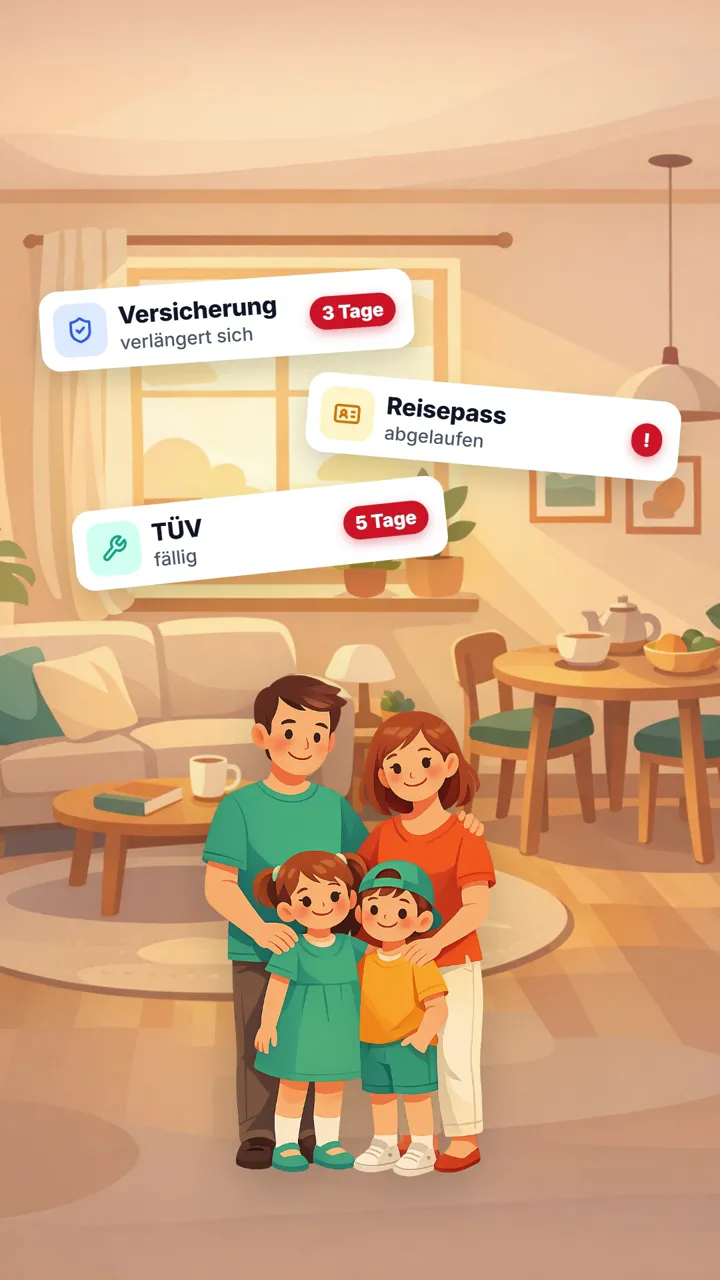 Versicherung
verlängert sich
3 Tage
Reisepass
abgelaufen
!
TÜV
fällig
5 Tage